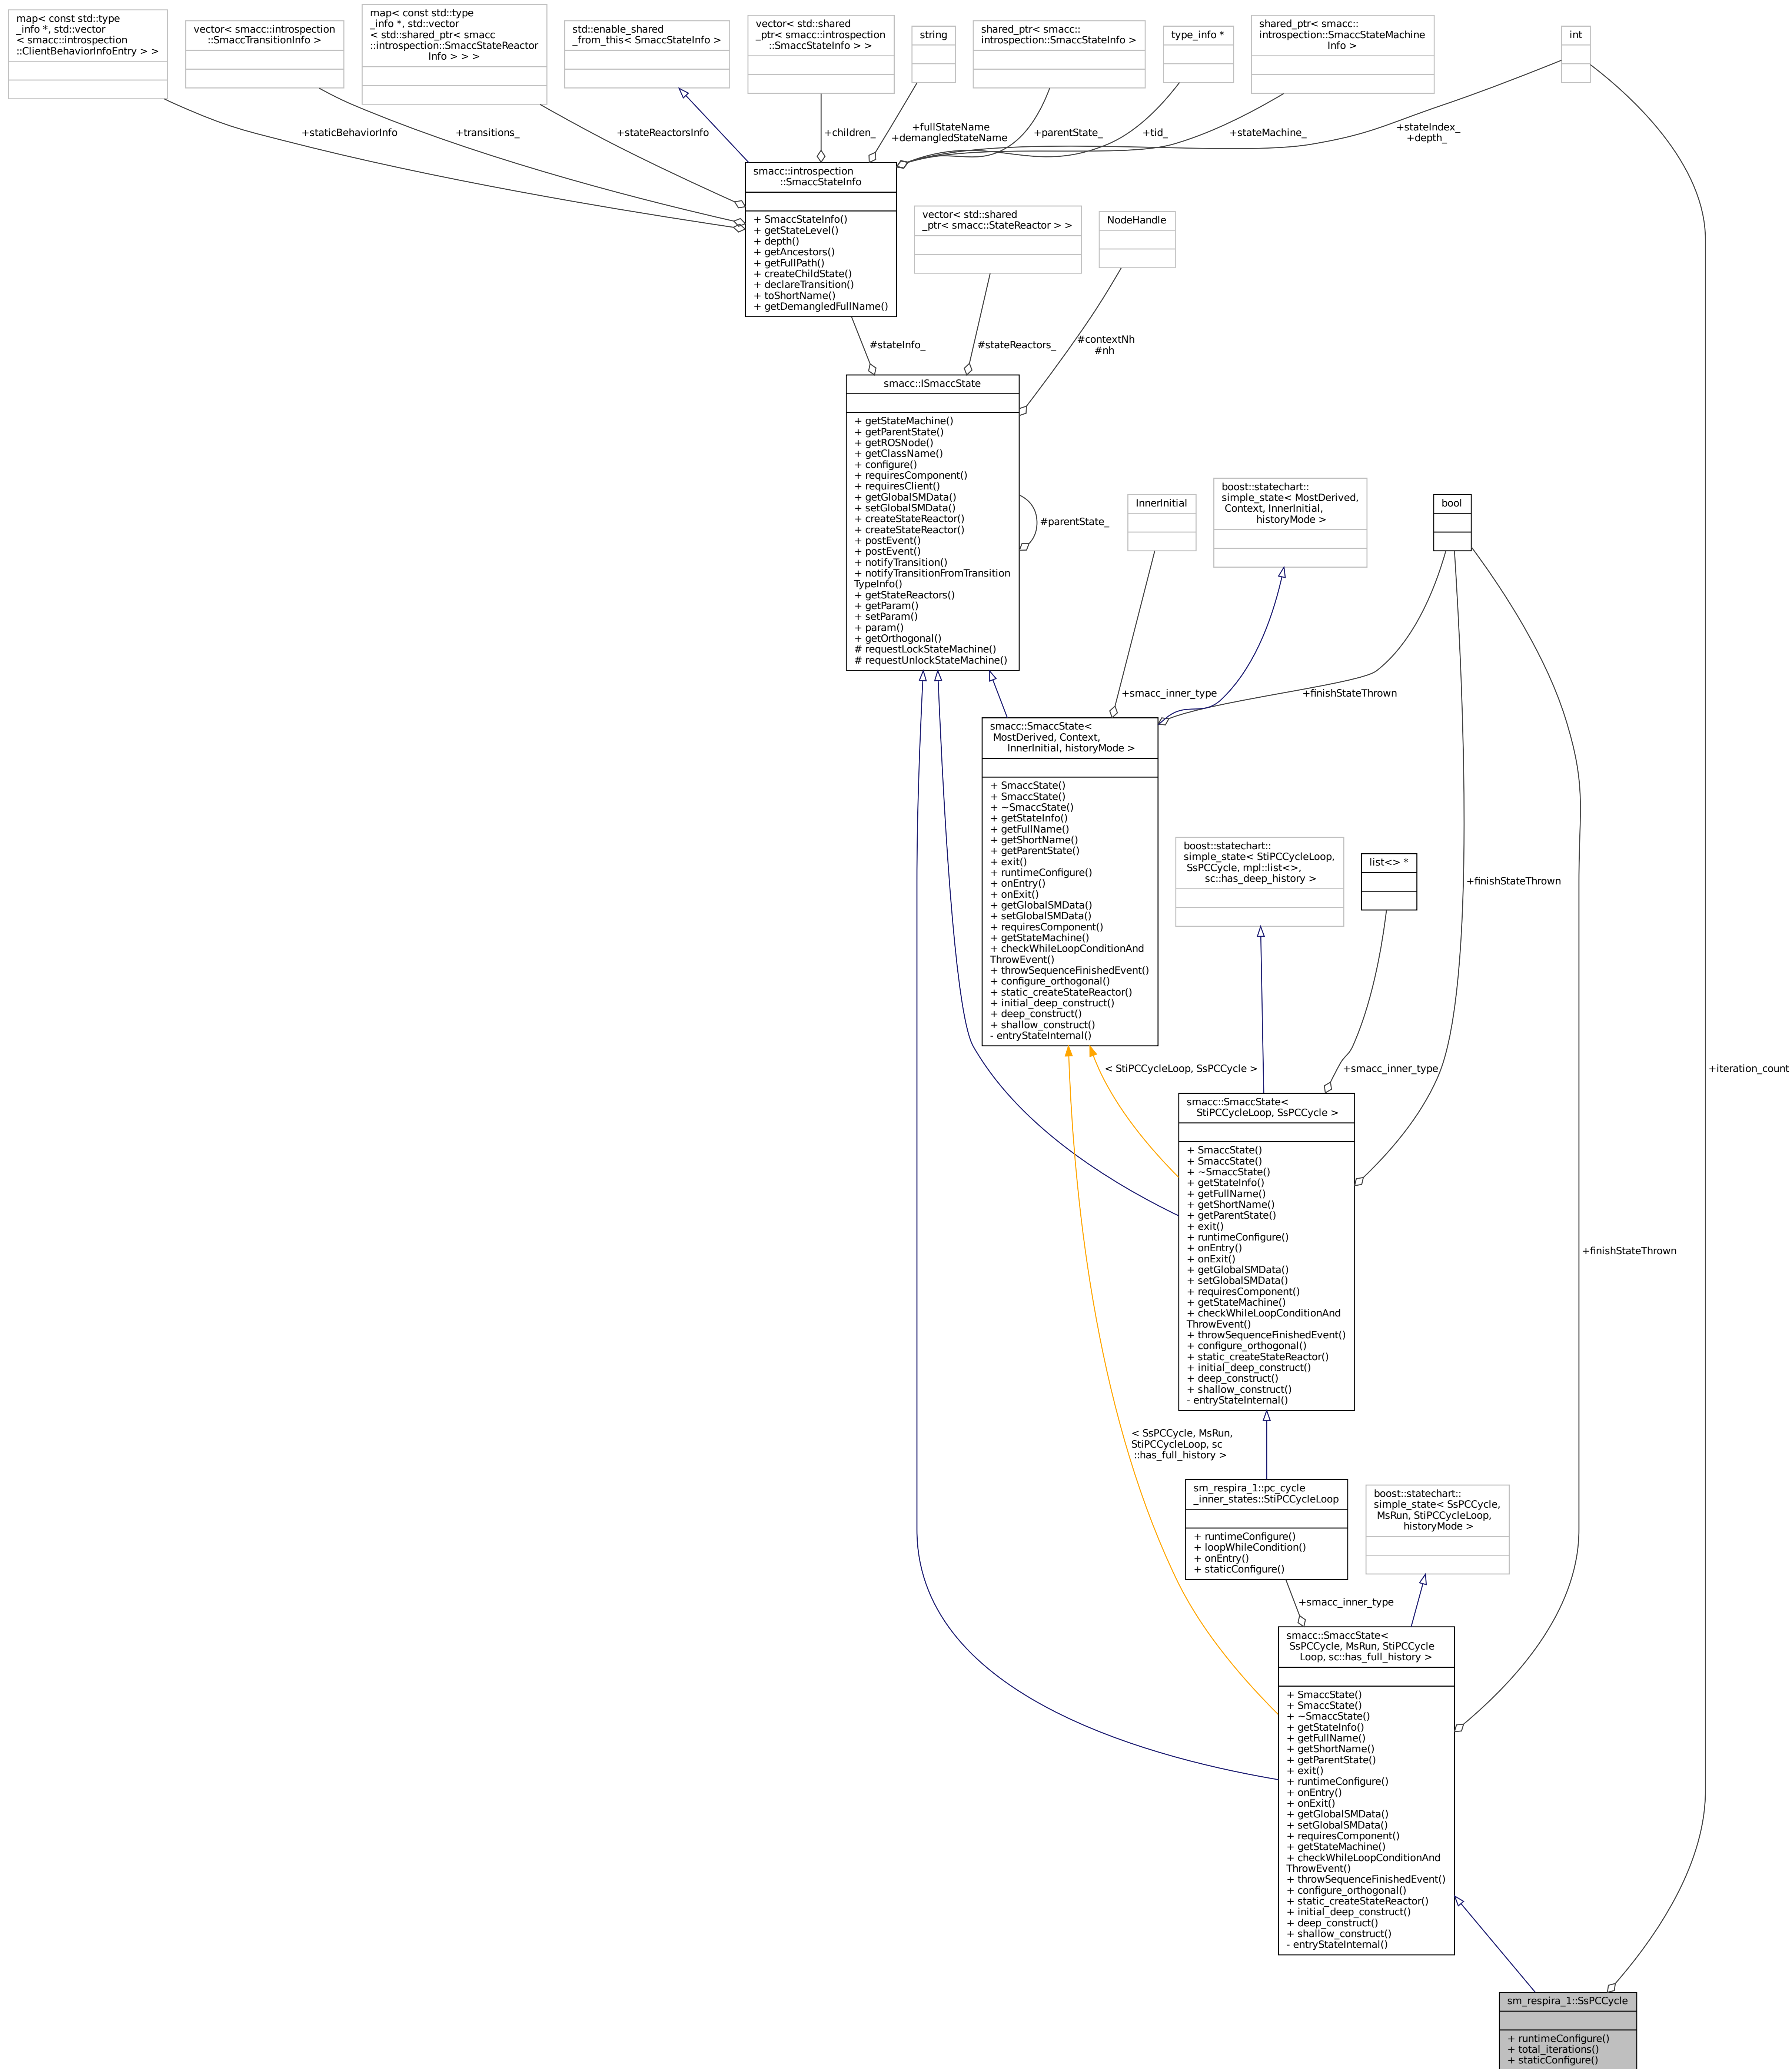 map< const std::type
_info *, std::vector
< smacc::introspection
::ClientBehaviorInfoEntry > >
vector< smacc::introspection
::SmaccTransitionInfo >
map< const std::type
_info *, std::vector
< std::shared_ptr< smacc
::introspection::SmaccStateReactor
Info > > >
std::enable_shared
_from_this< SmaccStateInfo >
vector< std::shared
_ptr< smacc::introspection
::SmaccStateInfo > >
string
shared_ptr< smacc::
introspection::SmaccStateInfo >
type_info *
shared_ptr< smacc::
introspection::SmaccStateMachine
Info >
int
+staticBehaviorInfo
+transitions_
+stateReactorsInfo
+children_
+fullStateName
+demangledStateName
+parentState_
+tid_
+stateMachine_
+stateIndex_
+depth_
smacc::introspection
::SmaccStateInfo
+ SmaccStateInfo()
+ getStateLevel()
+ depth()
+ getAncestors()
+ getFullPath()
+ createChildState()
+ declareTransition()
+ toShortName()
+ getDemangledFullName()
vector< std::shared
_ptr< smacc::StateReactor > >
NodeHandle
#stateInfo_
#stateReactors_
#contextNh
#nh
smacc::ISmaccState
+ getStateMachine()
+ getParentState()
+ getROSNode()
+ getClassName()
+ configure()
+ requiresComponent()
+ requiresClient()
+ getGlobalSMData()
+ setGlobalSMData()
+ createStateReactor()
+ createStateReactor()
+ postEvent()
+ postEvent()
+ notifyTransition()
+ notifyTransitionFromTransition
TypeInfo()
+ getStateReactors()
+ getParam()
+ setParam()
+ param()
+ getOrthogonal()
# requestLockStateMachine()
# requestUnlockStateMachine()
#parentState_
InnerInitial
boost::statechart::
simple_state< MostDerived,
Context, InnerInitial,
historyMode >
bool
+smacc_inner_type
+finishStateThrown
smacc::SmaccState<
MostDerived, Context,
InnerInitial, historyMode >
+ SmaccState()
+ SmaccState()
+ ~SmaccState()
+ getStateInfo()
+ getFullName()
+ getShortName()
+ getParentState()
+ exit()
+ runtimeConfigure()
+ onEntry()
+ onExit()
+ getGlobalSMData()
+ setGlobalSMData()
+ requiresComponent()
+ getStateMachine()
+ checkWhileLoopConditionAnd
ThrowEvent()
+ throwSequenceFinishedEvent()
+ configure_orthogonal()
+ static_createStateReactor()
+ initial_deep_construct()
+ deep_construct()
+ shallow_construct()
- entryStateInternal()
boost::statechart::
simple_state< StiPCCycleLoop,
SsPCCycle, mpl::list<>,
sc::has_deep_history >
list<> *
+finishStateThrown
< StiPCCycleLoop, SsPCCycle >
+smacc_inner_type
+iteration_count
smacc::SmaccState<
StiPCCycleLoop, SsPCCycle >
+ SmaccState()
+ SmaccState()
+ ~SmaccState()
+ getStateInfo()
+ getFullName()
+ getShortName()
+ getParentState()
+ exit()
+ runtimeConfigure()
+ onEntry()
+ onExit()
+ getGlobalSMData()
+ setGlobalSMData()
+ requiresComponent()
+ getStateMachine()
+ checkWhileLoopConditionAnd
ThrowEvent()
+ throwSequenceFinishedEvent()
+ configure_orthogonal()
+ static_createStateReactor()
+ initial_deep_construct()
+ deep_construct()
+ shallow_construct()
- entryStateInternal()
+finishStateThrown
< SsPCCycle, MsRun,
StiPCCycleLoop, sc
::has_full_history >
sm_respira_1::pc_cycle
_inner_states::StiPCCycleLoop
+ runtimeConfigure()
+ loopWhileCondition()
+ onEntry()
+ staticConfigure()
boost::statechart::
simple_state< SsPCCycle,
MsRun, StiPCCycleLoop,
historyMode >
+smacc_inner_type
smacc::SmaccState<
SsPCCycle, MsRun, StiPCCycle
Loop, sc::has_full_history >
+ SmaccState()
+ SmaccState()
+ ~SmaccState()
+ getStateInfo()
+ getFullName()
+ getShortName()
+ getParentState()
+ exit()
+ runtimeConfigure()
+ onEntry()
+ onExit()
+ getGlobalSMData()
+ setGlobalSMData()
+ requiresComponent()
+ getStateMachine()
+ checkWhileLoopConditionAnd
ThrowEvent()
+ throwSequenceFinishedEvent()
+ configure_orthogonal()
+ static_createStateReactor()
+ initial_deep_construct()
+ deep_construct()
+ shallow_construct()
- entryStateInternal()
sm_respira_1::SsPCCycle
+ runtimeConfigure()
+ total_iterations()
+ staticConfigure()